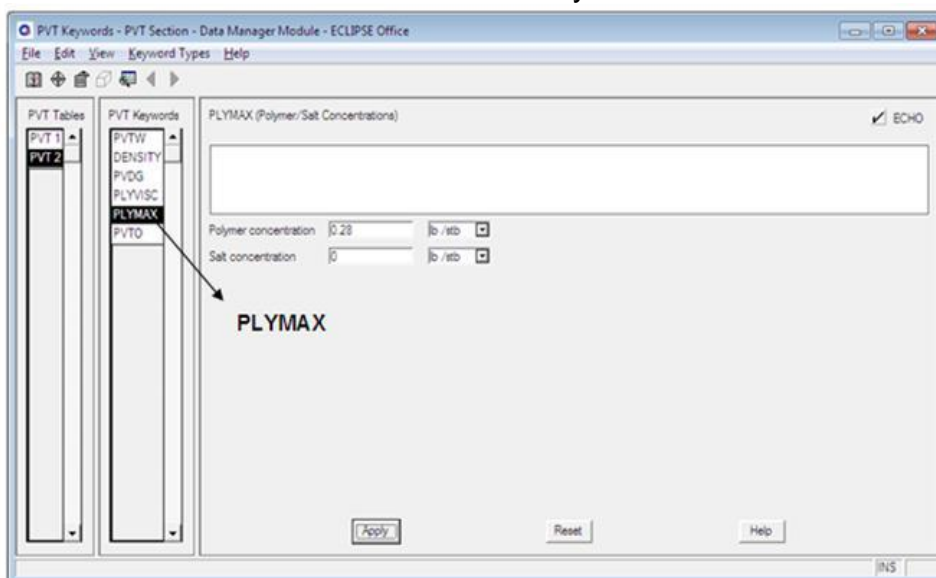 PVT Keywords - PVT Section - Data Manager Module - ECLIPSE Office
File Edit View Keyword Types Help
PVT Tables
PVT 1
PVT 2
PVT Keywords
PVTW
DENSITY
PVDG
PLYVISC
PLYMAX
PVTO
PLYMAX (Polymer/Salt Concentrations)
ECHO
Polymer concentration 0.28 lb /stb
Salt concentration 0 lb /stb
PLYMAX
Apply Reset Help
INS